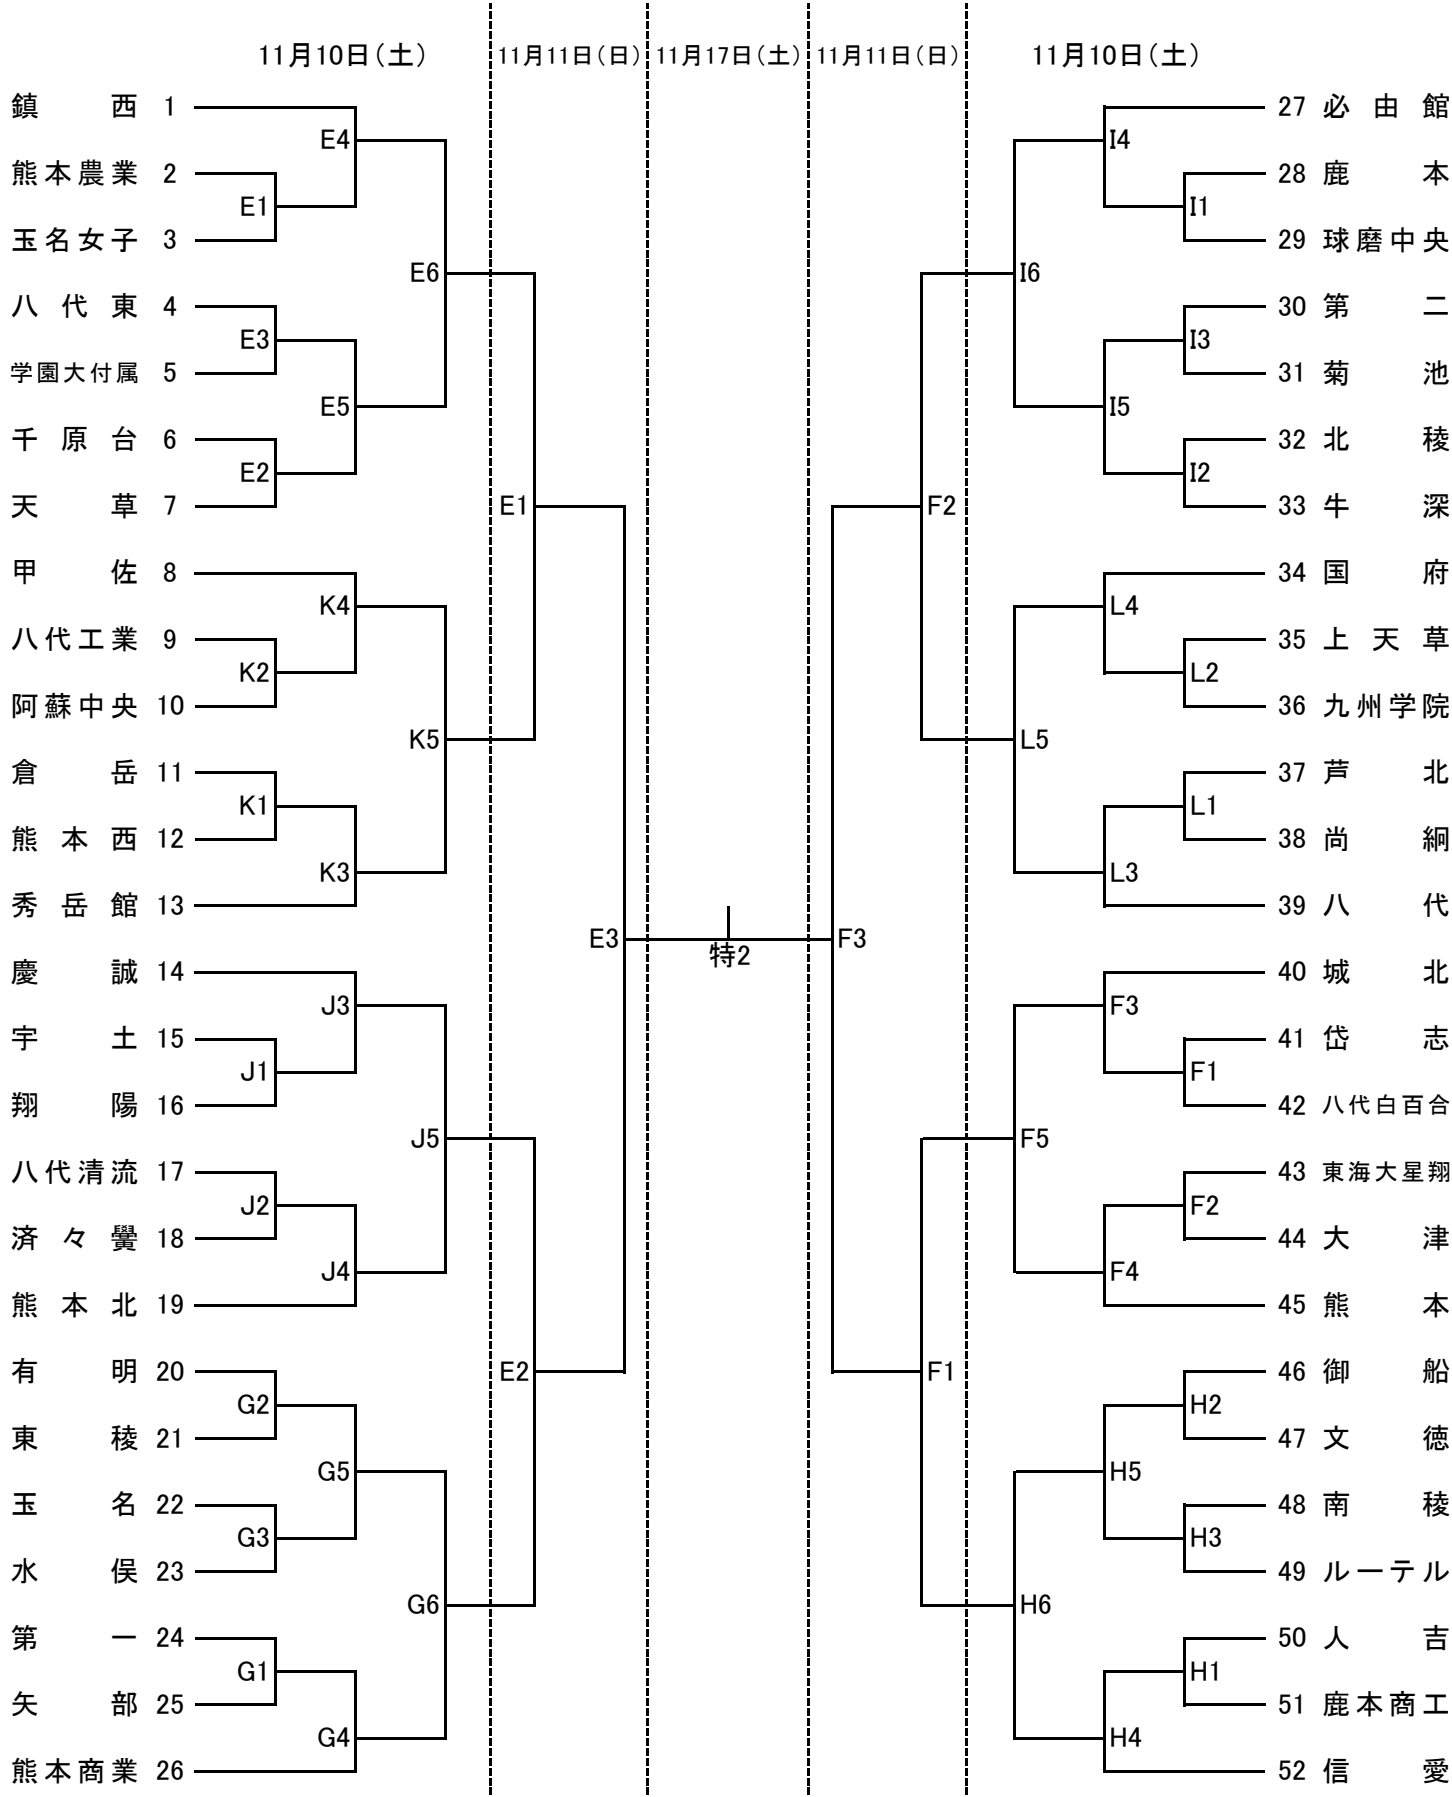 11月10日(土) 11月11日(日) 11月17日(土) 11月11日(日) 11月10日(土)
鎮西 1 27 必由館
E4 I4
熊本農業 2 28 鹿本
E1 I1
玉名女子 3 29 球磨中央
E6 I6
八代東 4 30 第二
E3 I3
学園大付属 5 31 菊池
E5 I5
千原台 6 32 北稜
E2 I2
天草 7 E1 F2 33 牛深
甲佐 8 34 国府
K4 L4
八代工業 9 35 上天草
K2 L2
阿蘇中央 10 36 九州学院
K5 L5
倉岳 11 37 芦北
K1 L1
熊本西 12 38 尚絅
K3 L3
秀岳館 13 39 八代
E3 F3
特2
慶誠 14 40 城北
J3 F3
宇土 15 41 岱志
J1 F1
翔陽 16 42 八代白百合
J5 F5
八代清流 17 43 東海大星翔
J2 F2
済々黌 18 44 大津
J4 F4
熊本北 19 45 熊本
有明 20 E2 F1 46 御船
G2 H2
東稜 21 47 文徳
G5 H5
玉名 22 48 南稜
G3 H3
水俣 23 49 ルーテル
G6 H6
第一 24 50 人吉
G1 H1
矢部 25 51 鹿本商工
G4 H4
熊本商業 26 52 信愛